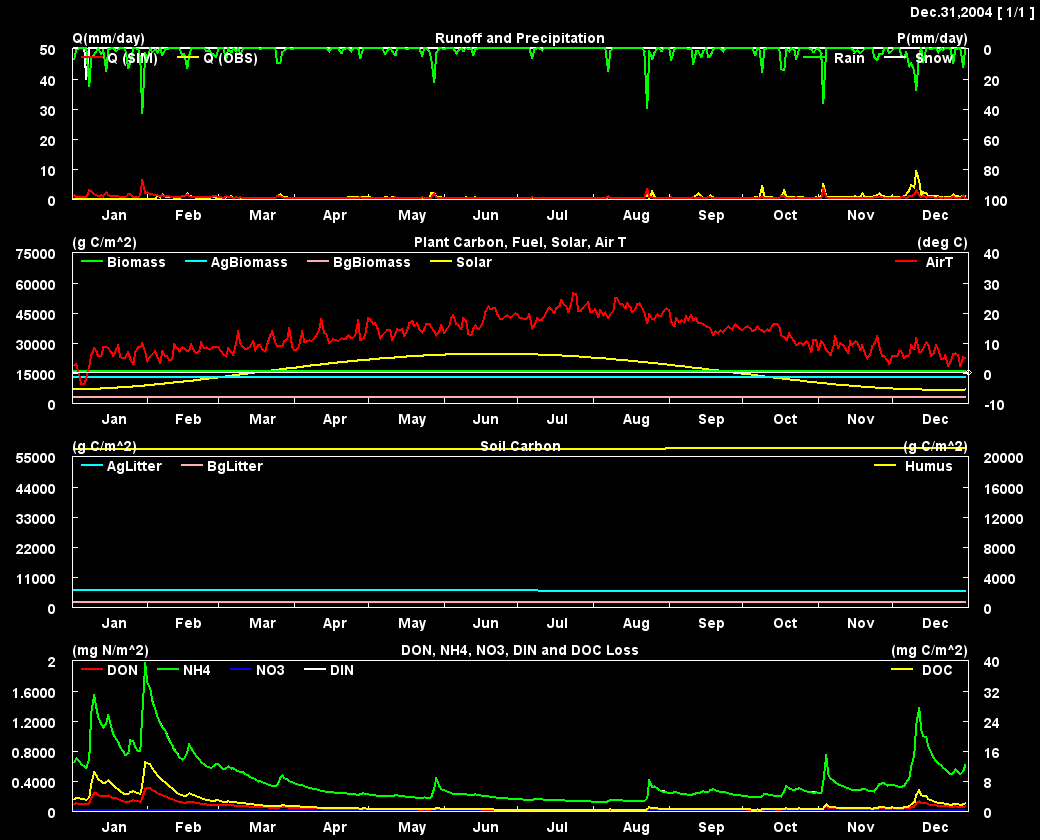 Dec.31,2004 [ 1/1 ]
Q(mm/day) Runoff and Precipitation P(mm/day)
50 0
Q (SIM) Q (OBS) Rain Snow
40 20
30 40
20 60
10 80
0 100
Jan Feb Mar Apr May Jun Jul Aug Sep Oct Nov Dec
(g C/m^2) Plant Carbon, Fuel, Solar, Air T (deg C)
75000 40
Biomass AgBiomass BgBiomass Solar AirT
60000 30
45000 20
30000 10
15000 0
0 -10
Jan Feb Mar Apr May Jun Jul Aug Sep Oct Nov Dec
(g C/m^2) Soil Carbon (g C/m^2)
55000 20000
AgLitter BgLitter Humus
44000 16000
33000 12000
22000 8000
11000 4000
0 0
Jan Feb Mar Apr May Jun Jul Aug Sep Oct Nov Dec
(mg N/m^2) DON, NH4, NO3, DIN and DOC Loss (mg C/m^2)
2 40
DON NH4 NO3 DIN DOC
1.6000 32
1.2000 24
0.8000 16
0.4000 8
0 0
Jan Feb Mar Apr May Jun Jul Aug Sep Oct Nov Dec